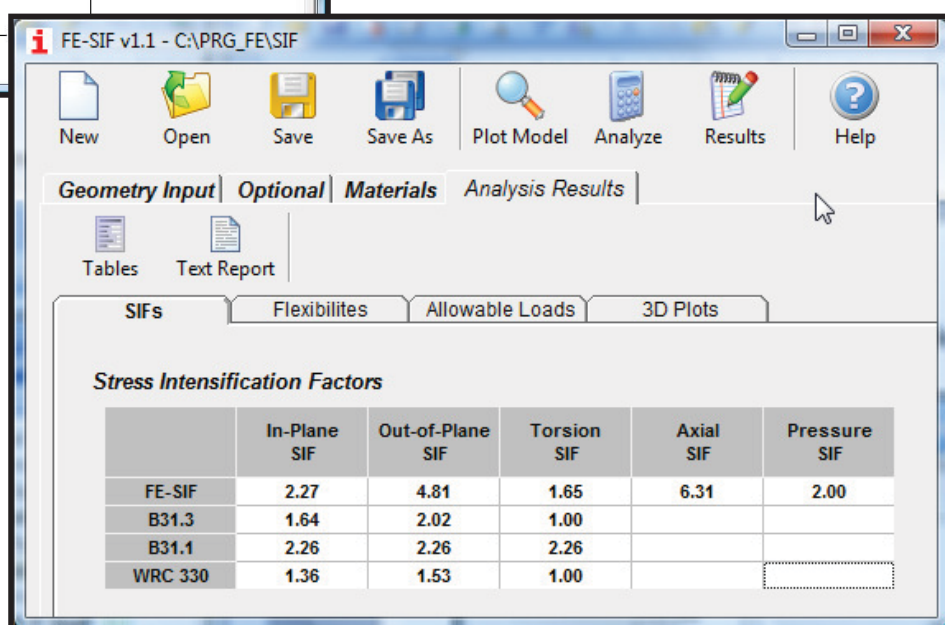 i FE-SIF v1.1 - C:\PRG_FE\SIF
New Open Save Save As Plot Model Analyze Results Help
Geometry Input Optional Materials Analysis Results
Tables Text Report
SIFs Flexibilites Allowable Loads 3D Plots
Stress Intensification Factors
In-Plane SIF Out-of-Plane SIF Torsion SIF Axial SIF Pressure SIF
FE-SIF 2.27 4.81 1.65 6.31 2.00
B31.3 1.64 2.02 1.00
B31.1 2.26 2.26 2.26
WRC 330 1.36 1.53 1.00